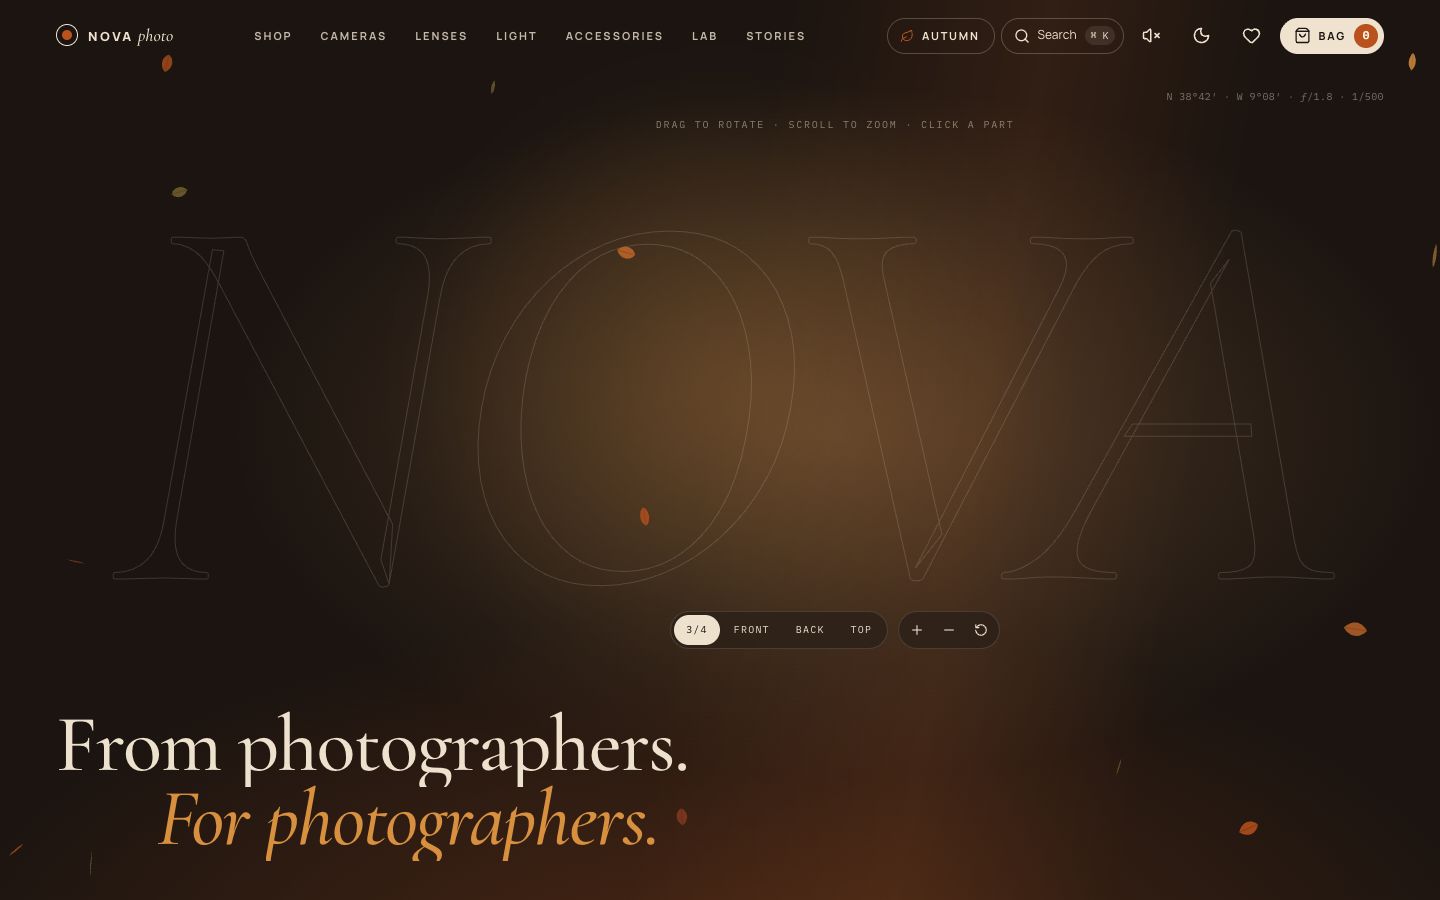 NOVA photo
SHOP CAMERAS LENSES LIGHT ACCESSORIES LAB STORIES
AUTUMN
Search ⌘ K
BAG 0
N 38°42' · W 9°08' · ƒ/1.8 · 1/500
DRAG TO ROTATE · SCROLL TO ZOOM · CLICK A PART
NOVA
3/4 FRONT BACK TOP
From photographers.
For photographers.